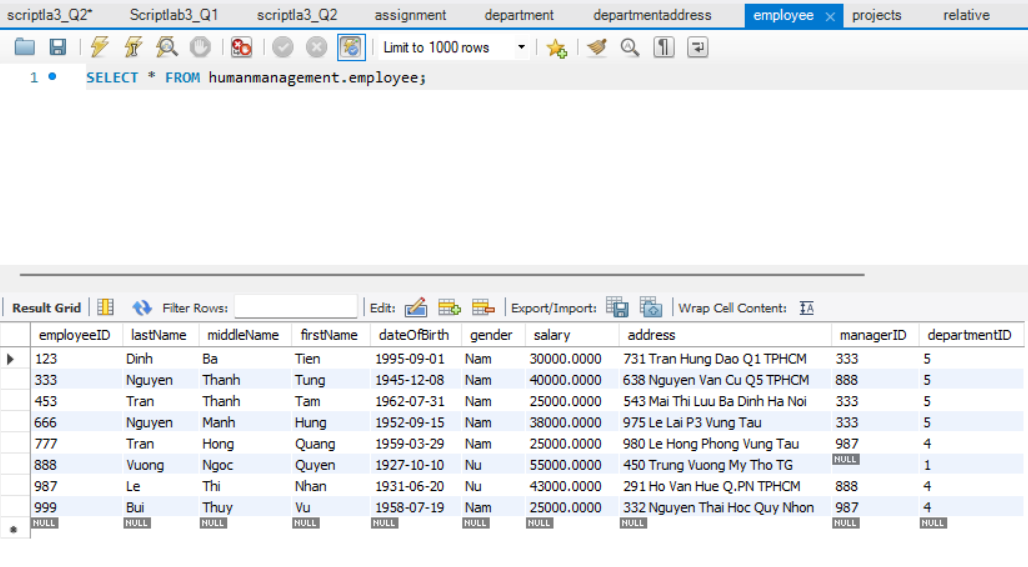 scriptla3_Q2* Scriptlab3_Q1 scriptla3_Q2 assignment department departmentaddress employee projects relative
Limit to 1000 rows
1 SELECT * FROM humanmanagement.employee;
Result Grid Filter Rows: Edit: Export/Import: Wrap Cell Content: IA
employeeID lastName middleName firstName dateOfBirth gender salary address managerID departmentID
123 Dinh Ba Tien 1995-09-01 Nam 30000.0000 731 Tran Hung Dao Q1 TPHCM 333 5
333 Nguyen Thanh Tung 1945-12-08 Nam 40000.0000 638 Nguyen Van Cu Q5 TPHCM 888 5
453 Tran Thanh Tam 1962-07-31 Nam 25000.0000 543 Mai Thi Luu Ba Dinh Ha Noi 333 5
666 Nguyen Manh Hung 1952-09-15 Nam 38000.0000 975 Le Lai P3 Vung Tau 333 5
777 Tran Hong Quang 1959-03-29 Nam 25000.0000 980 Le Hong Phong Vung Tau 987 4
888 Vuong Ngoc Quyen 1927-10-10 Nu 55000.0000 450 Trung Vuong My Tho TG NULL 1
987 Le Thi Nhan 1931-06-20 Nu 43000.0000 291 Ho Van Hue Q.PN TPHCM 888 4
999 Bui Thuy Vu 1958-07-19 Nam 25000.0000 332 Nguyen Thai Hoc Quy Nhon 987 4
NULL NULL NULL NULL NULL NULL NULL NULL NULL NULL